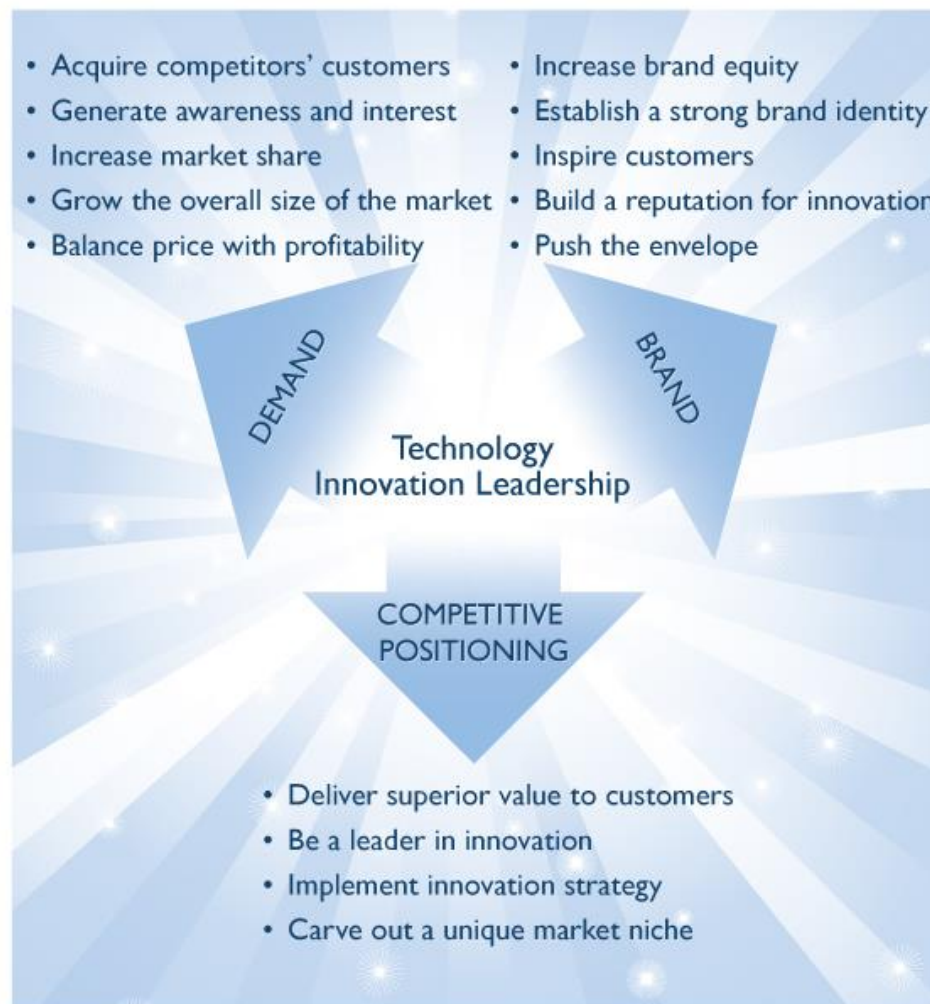 • Acquire competitors’ customers
• Generate awareness and interest
• Increase market share
• Grow the overall size of the market
• Balance price with profitability
• Increase brand equity
• Establish a strong brand identity
• Inspire customers
• Build a reputation for innovation
• Push the envelope
DEMAND
BRAND
Technology
Innovation Leadership
COMPETITIVE
POSITIONING
• Deliver superior value to customers
• Be a leader in innovation
• Implement innovation strategy
• Carve out a unique market niche